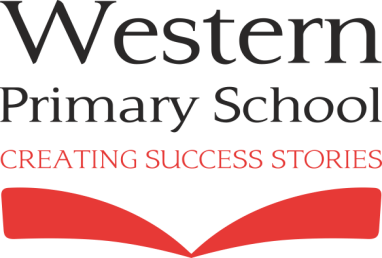 Western
Primary School
CREATING SUCCESS STORIES